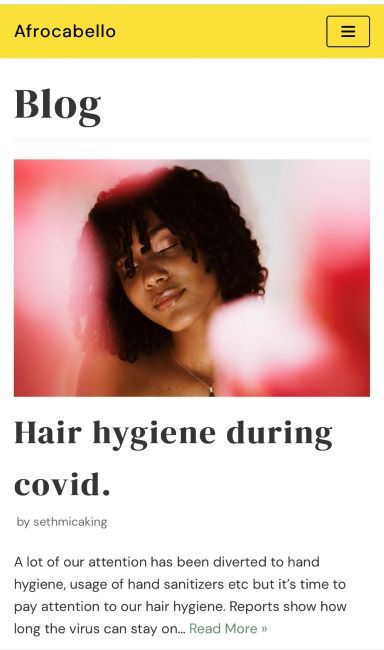 Afrocabello
Blog
Hair hygiene during
covid.
by sethmicaking
A lot of our attention has been diverted to hand
hygiene, usage of hand sanitizers etc but it’s time to
pay attention to our hair hygiene. Reports show how
long the virus can stay on... Read More »